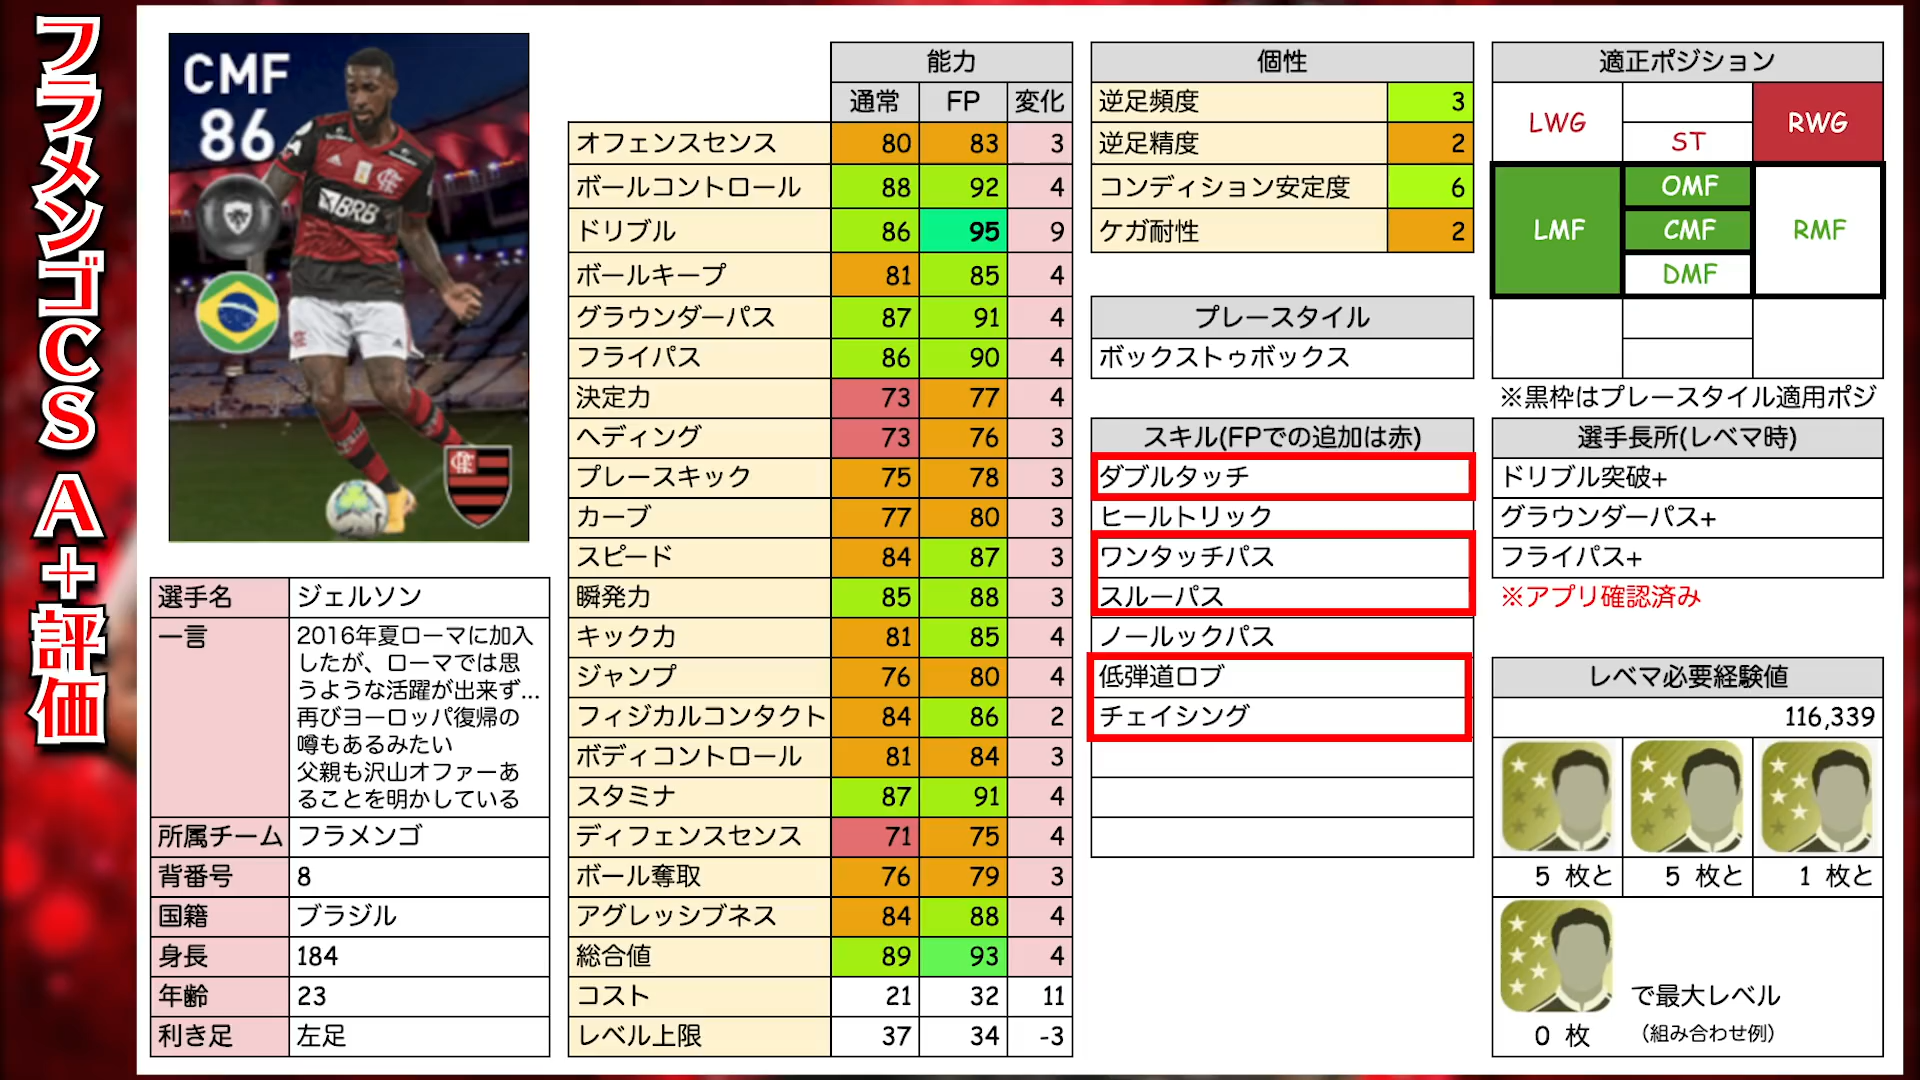 フラメンゴCS A+評価
CMF
86
BRB
選手名 ジェルソン
一言 2016年夏ローマに加入
したが、ローマでは思
うような活躍が出来ず...
再びヨーロッパ復帰の
噂もあるみたい
父親も沢山オファーあ
ることを明かしている
所属チーム フラメンゴ
背番号 8
国籍 ブラジル
身長 184
年齢 23
利き足 左足
能力
通常 FP 変化
オフェンスセンス 80 83 3
ボールコントロール 88 92 4
ドリブル 86 95 9
ボールキープ 81 85 4
グラウンダーパス 87 91 4
フライパス 86 90 4
決定力 73 77 4
ヘディング 73 76 3
プレースキック 75 78 3
カーブ 77 80 3
スピード 84 87 3
瞬発力 85 88 3
キック力 81 85 4
ジャンプ 76 80 4
フィジカルコンタクト 84 86 2
ボディコントロール 81 84 3
スタミナ 87 91 4
ディフェンスセンス 71 75 4
ボール奪取 76 79 3
アグレッシブネス 84 88 4
総合値 89 93 4
コスト 21 32 11
レベル上限 37 34 -3
個性
逆足頻度 3
逆足精度 2
コンディション安定度 6
ケガ耐性 2
プレースタイル
ボックストゥボックス
スキル(FPでの追加は赤)
ダブルタッチ
ヒールトリック
ワンタッチパス
スルーパス
ノールックパス
低弾道ロブ
チェイシング
適正ポジション
LWG ST RWG
LMF OMF CMF DMF RMF
※黒枠はプレースタイル適用ポジ
選手長所(レベマ時)
ドリブル突破+
グラウンダーパス+
フライパス+
※アプリ確認済み
レベマ必要経験値
116,339
5 枚と 5 枚と 1 枚と
で最大レベル
0 枚 (組み合わせ例)